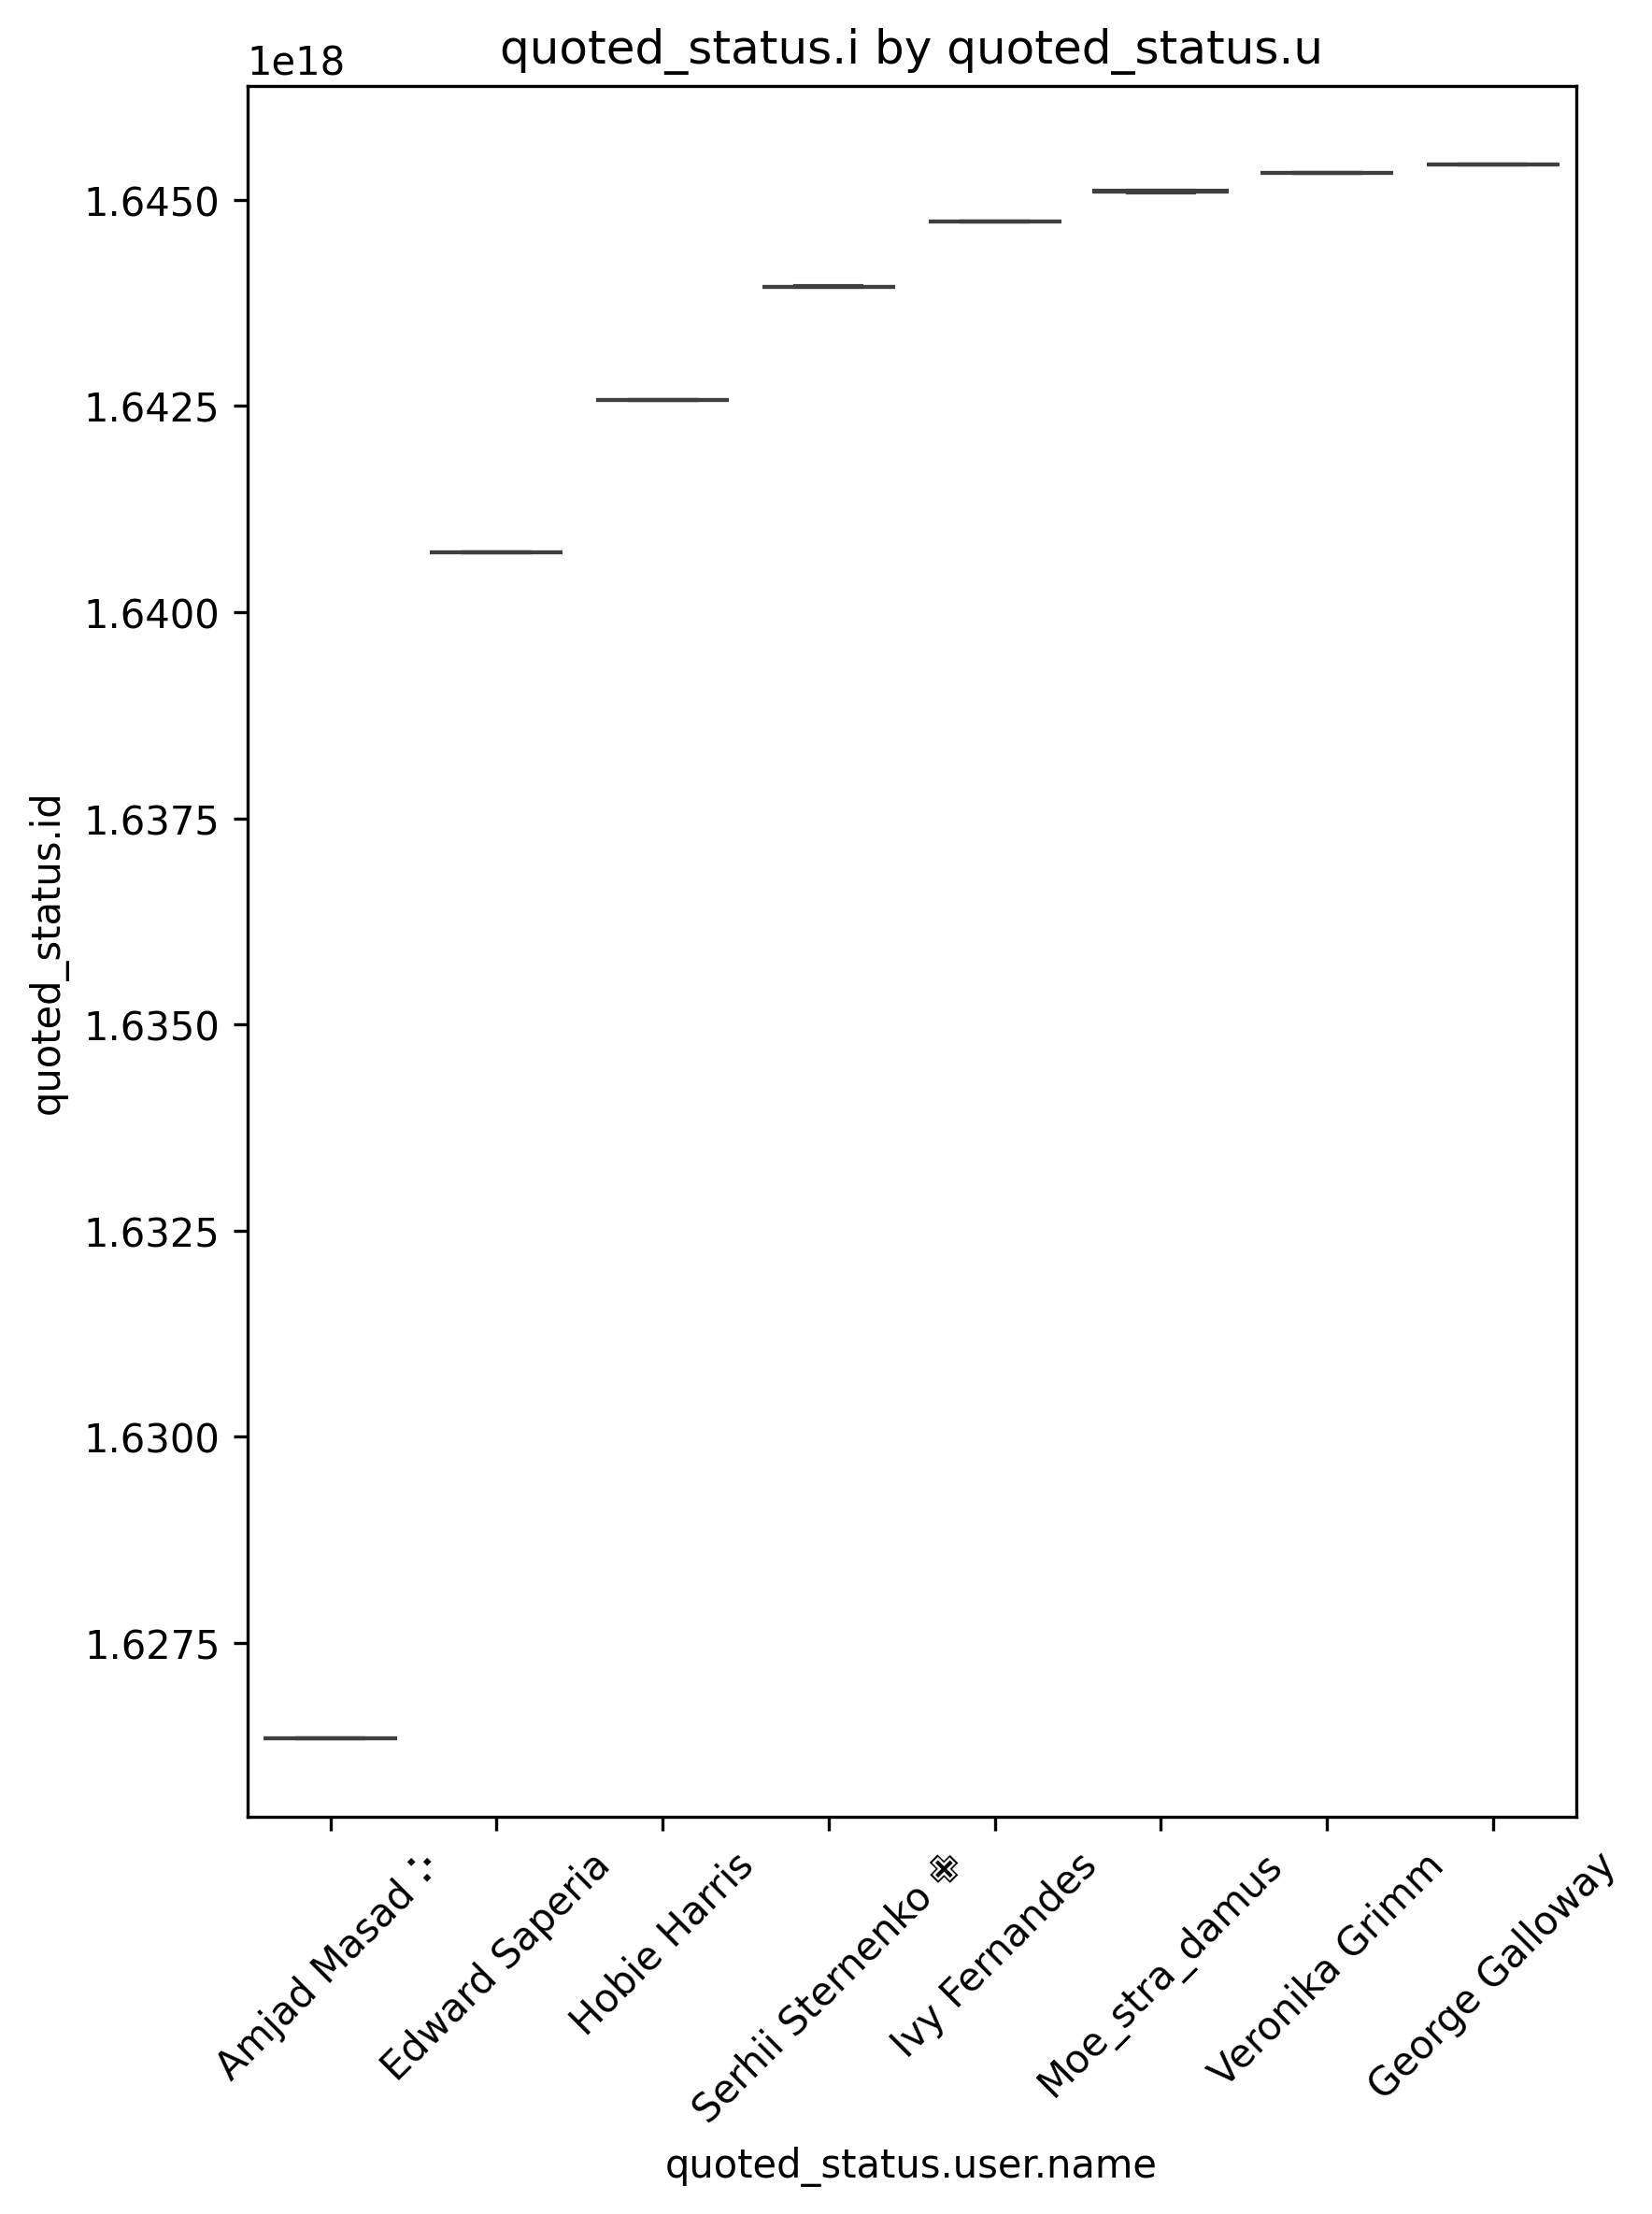 quoted_status.i by quoted_status.u
1e18
1.6450
1.6425
1.6400
1.6375
1.6350
1.6325
1.6300
1.6275
quoted_status.id
Amjad Masad ⠕
Edward Saperia
Hobie Harris
Serhii Sternenko ✙
Ivy Fernandes
Moe_stra_damus
Veronika Grimm
George Galloway
quoted_status.user.name